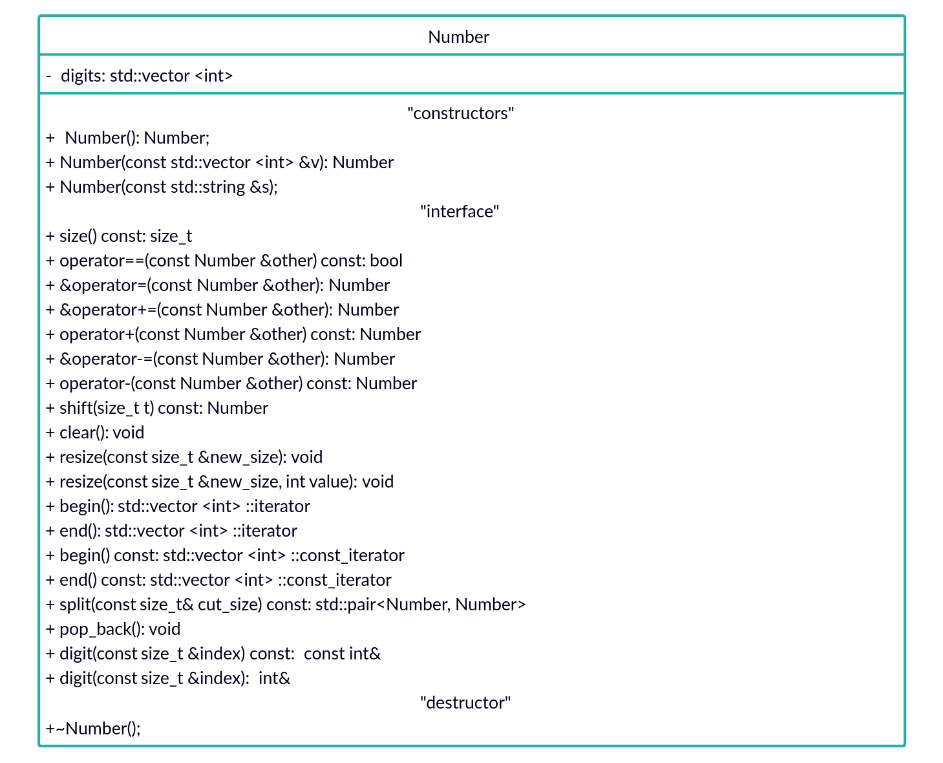 Number
- digits: std::vector <int>
"constructors"
+ Number(): Number;
+ Number(const std::vector <int> &v): Number
+ Number(const std::string &s);
"interface"
+ size() const: size_t
+ operator==(const Number &other) const: bool
+ &operator=(const Number &other): Number
+ &operator+=(const Number &other): Number
+ operator+(const Number &other) const: Number
+ &operator-=(const Number &other): Number
+ operator-(const Number &other) const: Number
+ shift(size_t t) const: Number
+ clear(): void
+ resize(const size_t &new_size): void
+ resize(const size_t &new_size, int value): void
+ begin(): std::vector <int> ::iterator
+ end(): std::vector <int> ::iterator
+ begin() const: std::vector <int> ::const_iterator
+ end() const: std::vector <int> ::const_iterator
+ split(const size_t& cut_size) const: std::pair<Number, Number>
+ pop_back(): void
+ digit(const size_t &index) const: const int&
+ digit(const size_t &index): int&
"destructor"
+~Number();